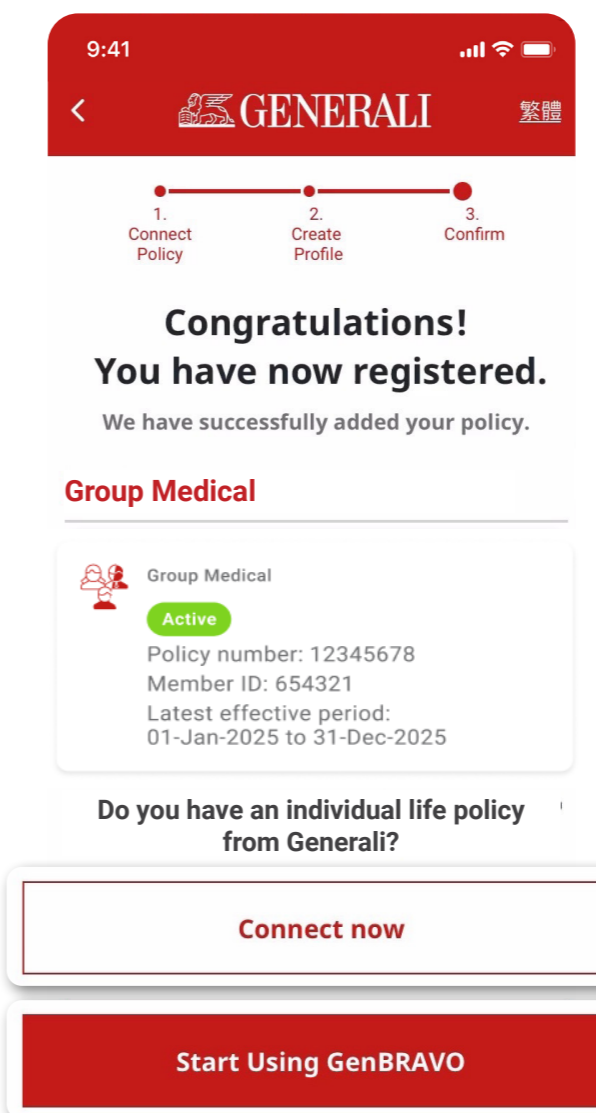 9:41
GENERALI
繁體
1.
Connect
Policy
2.
Create
Profile
3.
Confirm
Congratulations!
You have now registered.
We have successfully added your policy.
Group Medical
Group Medical
Active
Policy number: 12345678
Member ID: 654321
Latest effective period:
01-Jan-2025 to 31-Dec-2025
Do you have an individual life policy
from Generali?
Connect now
Start Using GenBRAVO